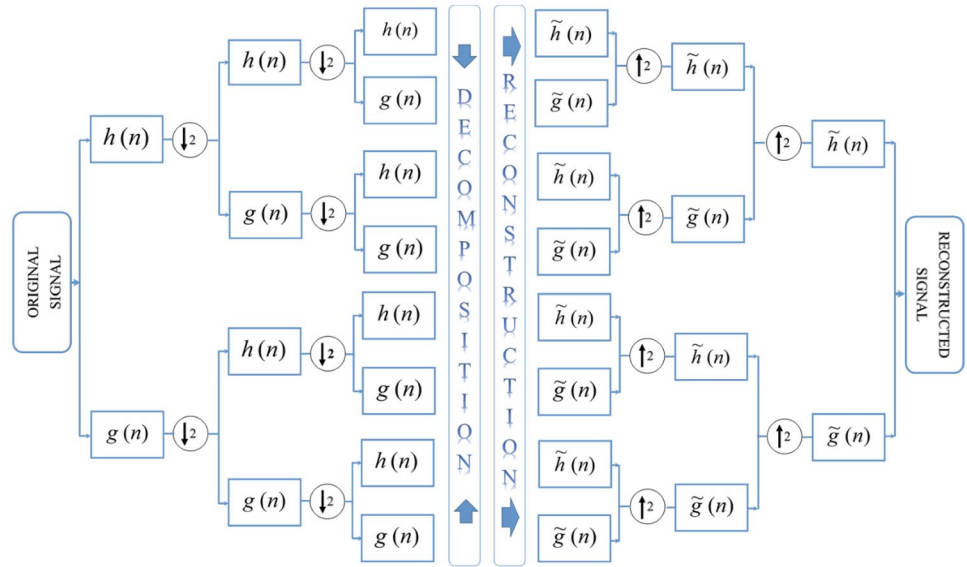 ORIGINAL
SIGNAL
h(n)
↓2
g(n)
↓2
h(n)
↓2
g(n)
↓2
h(n)
↓2
g(n)
↓2
h(n)
g(n)
h(n)
g(n)
h(n)
g(n)
h(n)
g(n)
DECOMPOSITION
RECONSTRUCTION
h̃(n)
g̃(n)
h̃(n)
g̃(n)
h̃(n)
g̃(n)
h̃(n)
g̃(n)
↑2
h̃(n)
↑2
g̃(n)
↑2
h̃(n)
↑2
g̃(n)
↑2
h̃(n)
↑2
g̃(n)
RECONSTRUCTED
SIGNAL